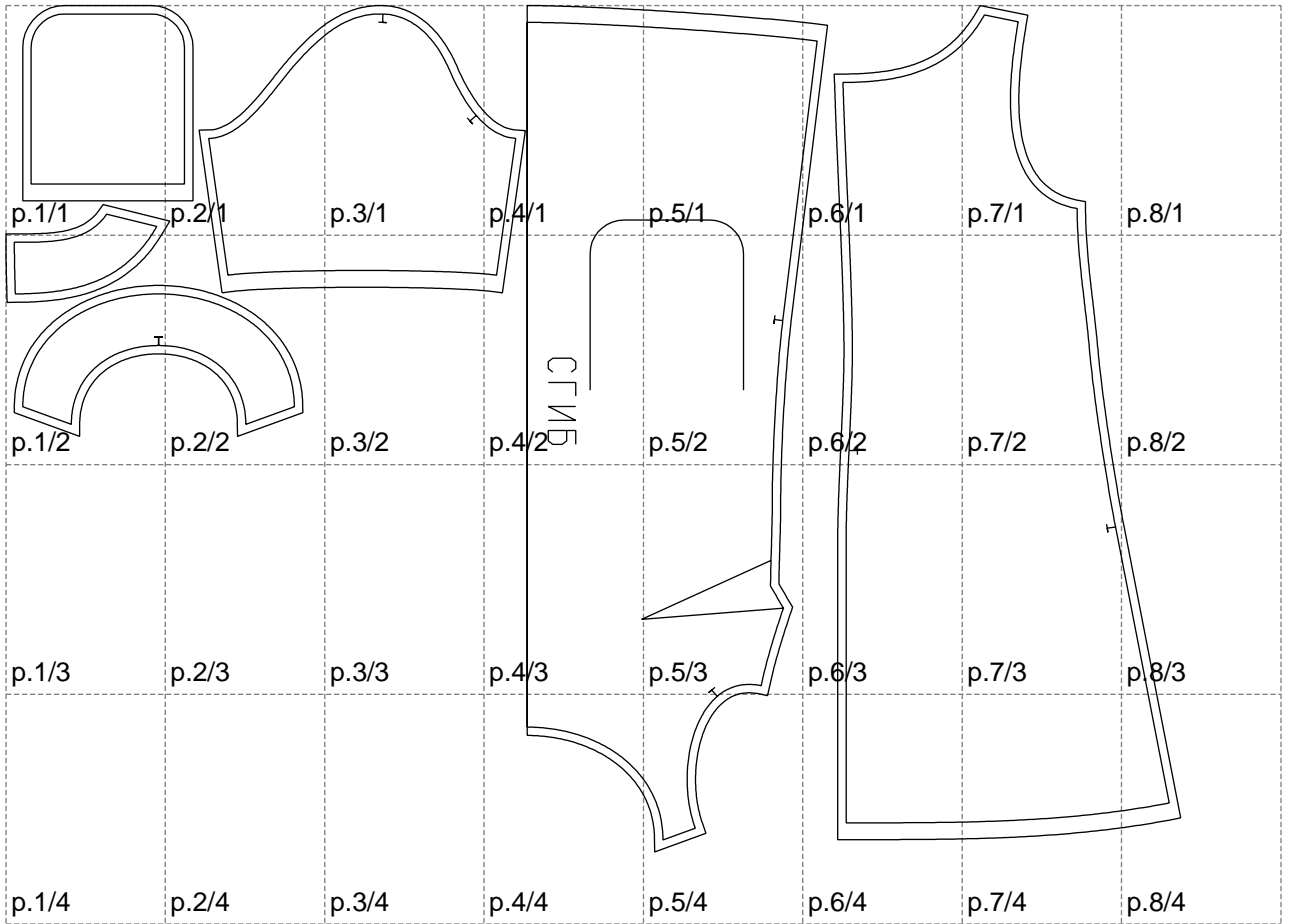 p.1/1 p.2/1 p.3/1 p.4/1 p.5/1 p.6/1 p.7/1 p.8/1
СГИБ
p.1/2 p.2/2 p.3/2 p.4/2 p.5/2 p.6/2 p.7/2 p.8/2
p.1/3 p.2/3 p.3/3 p.4/3 p.5/3 p.6/3 p.7/3 p.8/3
p.1/4 p.2/4 p.3/4 p.4/4 p.5/4 p.6/4 p.7/4 p.8/4